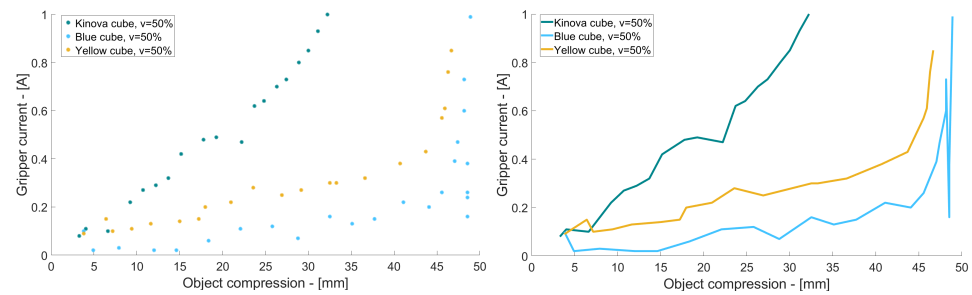 Gripper current - [A]
1
0.8
0.6
0.4
0.2
0
Kinova cube, v=50%
Blue cube, v=50%
Yellow cube, v=50%
0 5 10 15 20 25 30 35 40 45 50
Object compression - [mm]
Gripper current - [A]
1
0.8
0.6
0.4
0.2
0
Kinova cube, v=50%
Blue cube, v=50%
Yellow cube, v=50%
0 5 10 15 20 25 30 35 40 45 50
Object compression - [mm]